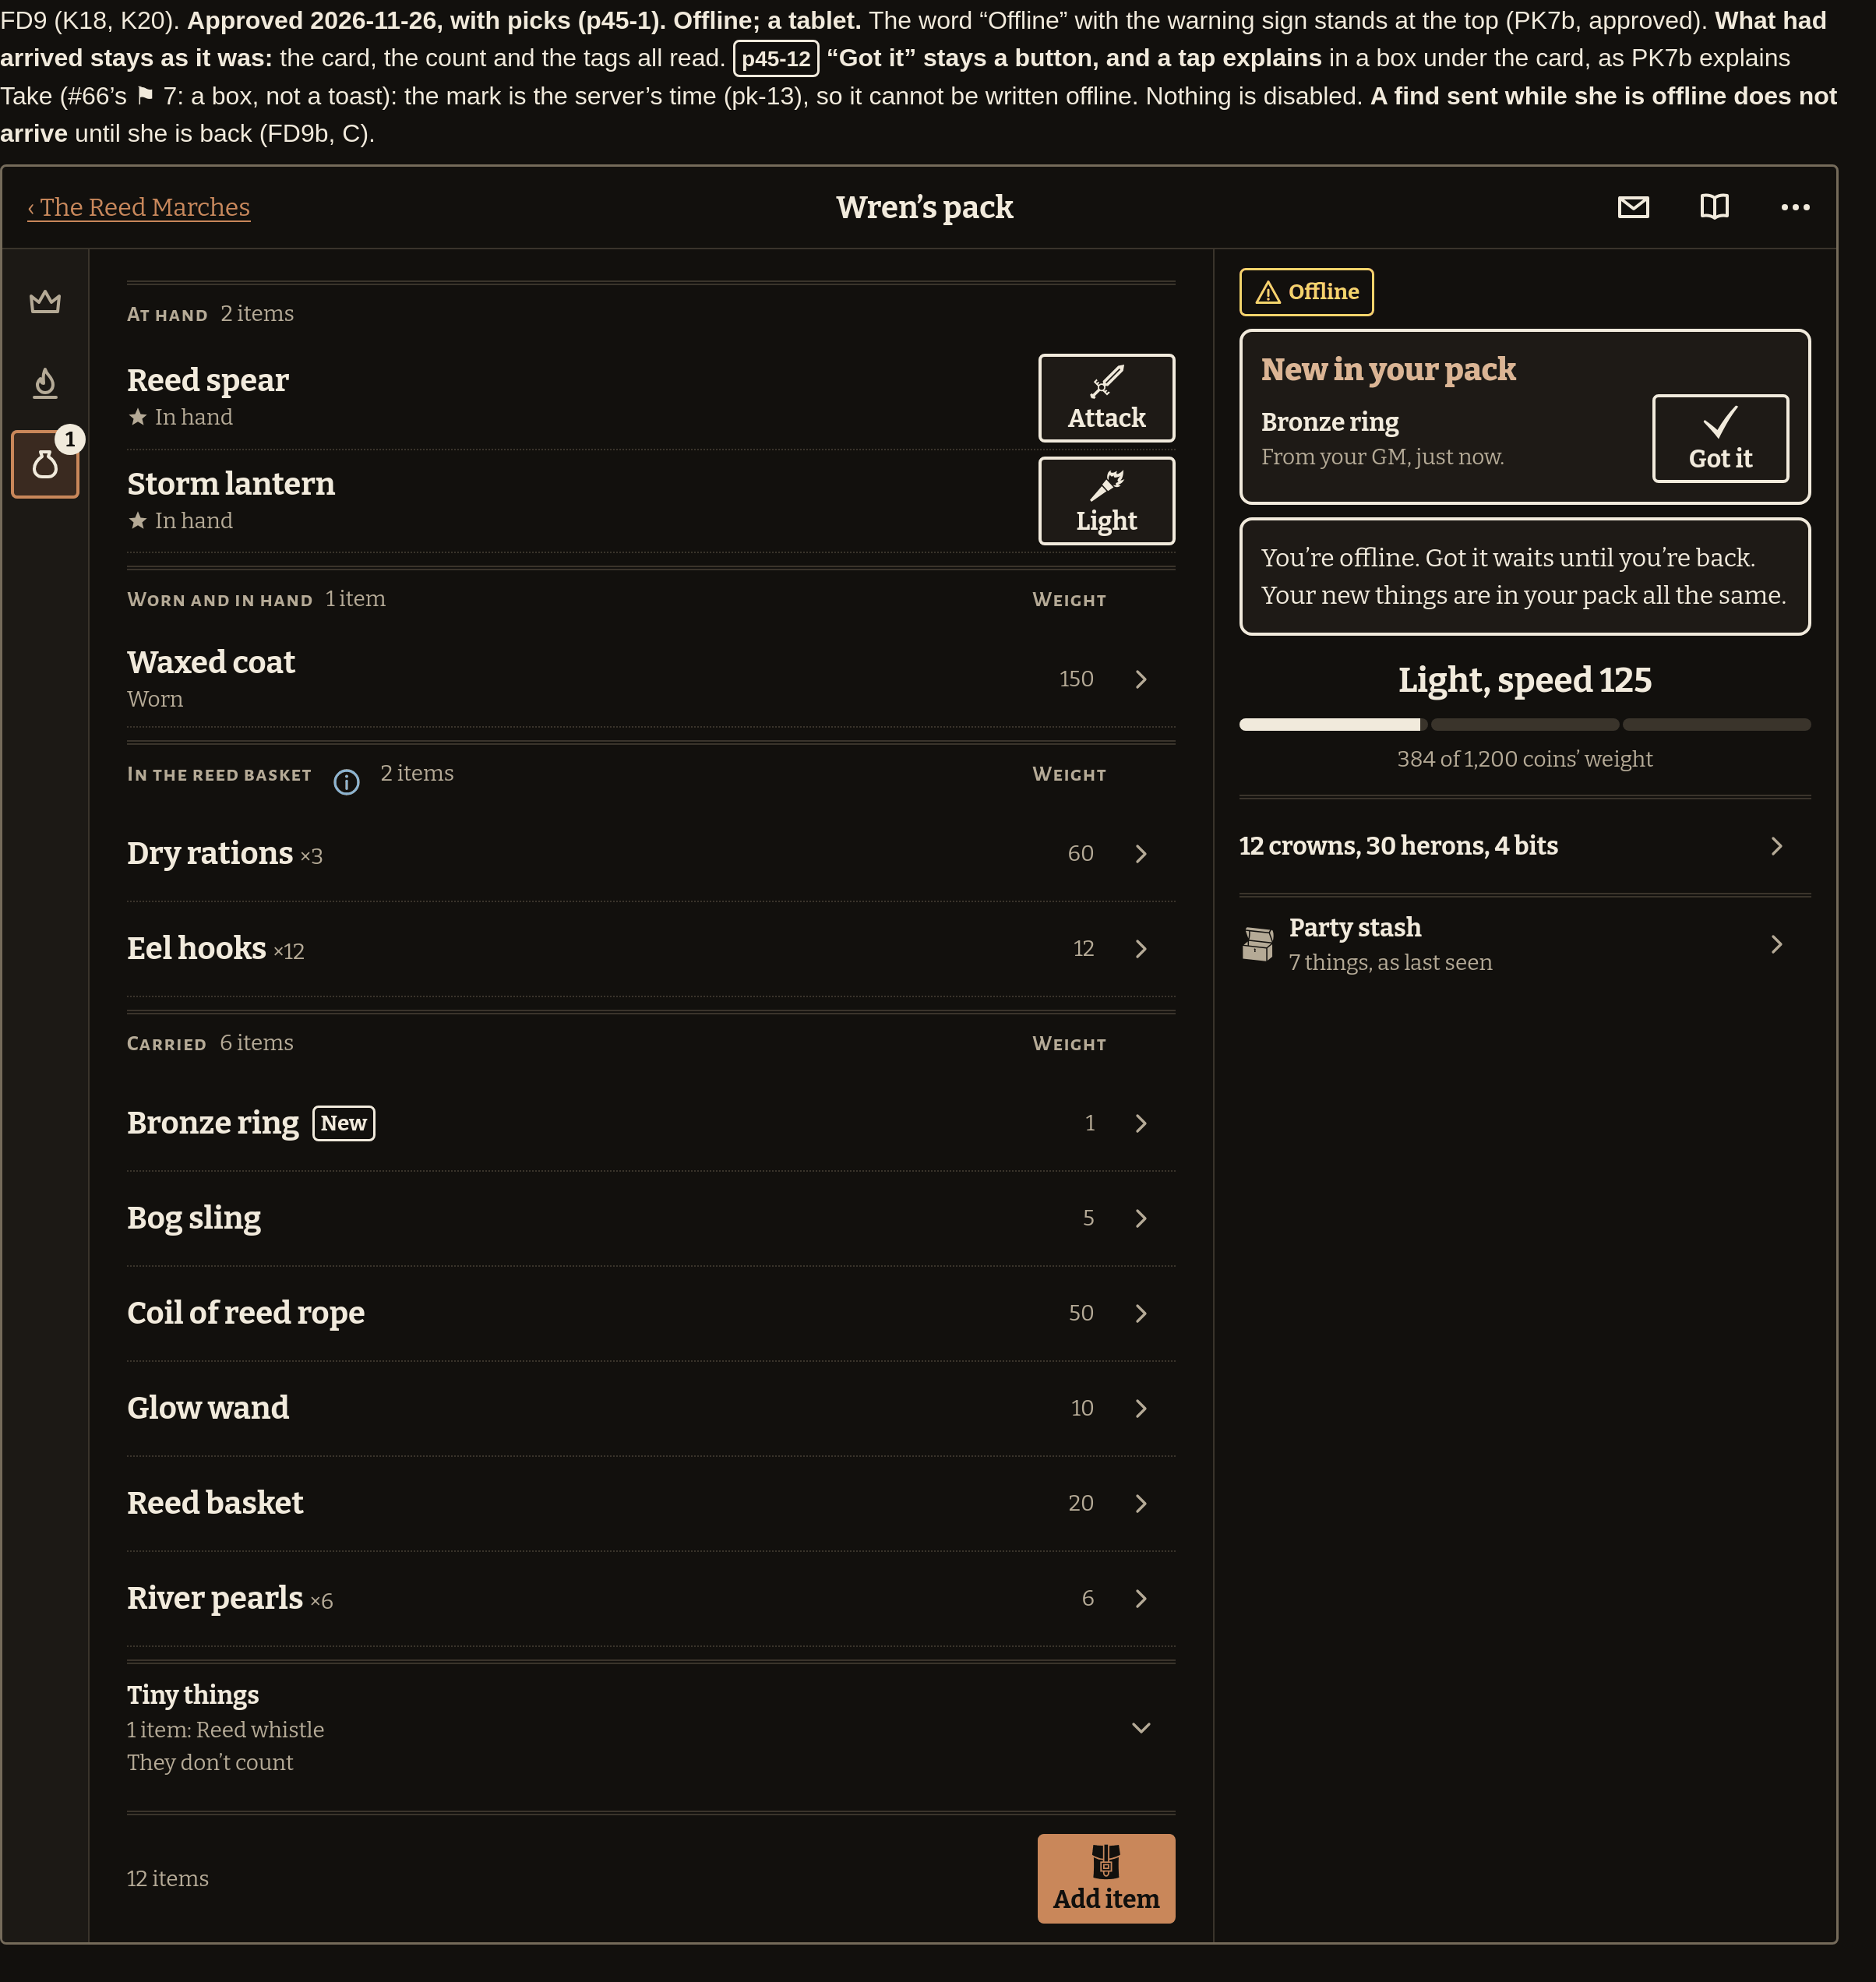 FD9 (K18, K20). Approved 2026-11-26, with picks (p45-1). Offline; a tablet. The word “Offline” with the warning sign stands at the top (PK7b, approved). What had
arrived stays as it was: the card, the count and the tags all read. p45-12 “Got it” stays a button, and a tap explains in a box under the card, as PK7b explains
Take (#66’s ⚑ 7: a box, not a toast): the mark is the server’s time (pk-13), so it cannot be written offline. Nothing is disabled. A find sent while she is offline does not
arrive until she is back (FD9b, C).
‹ The Reed Marches
Wren’s pack
1
At hand 2 items
Reed spear
★ In hand
Attack
Storm lantern
★ In hand
Light
Worn and in hand 1 item Weight
Waxed coat
Worn
150
In the reed basket 2 items Weight
Dry rations ×3 60
Eel hooks ×12 12
Carried 6 items Weight
Bronze ring New 1
Bog sling 5
Coil of reed rope 50
Glow wand 10
Reed basket 20
River pearls ×6 6
Tiny things
1 item: Reed whistle
They don’t count
12 items
Add item
Offline
New in your pack
Bronze ring
From your GM, just now.
Got it
You’re offline. Got it waits until you’re back.
Your new things are in your pack all the same.
Light, speed 125
384 of 1,200 coins’ weight
12 crowns, 30 herons, 4 bits
Party stash
7 things, as last seen